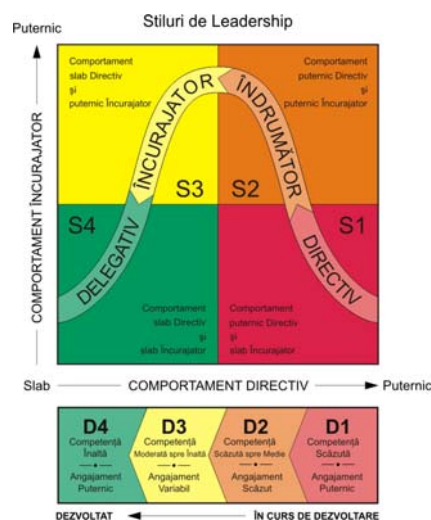 Stiluri de Leadership
Puternic
COMPORTAMENT ÎNCURAJATOR
Comportament
slab Directiv
și
puternic Încurajator
Comportament
puternic Directiv
și
puternic Încurajator
ÎNCURAJATOR
ÎNDRUMĂTOR
S3
S2
S4
S1
DELEGATIV
DIRECTIV
Comportament
slab Directiv
și
slab Încurajator
Comportament
puternic Directiv
și
slab Încurajator
Slab
COMPORTAMENT DIRECTIV
Puternic
D4
Competență
Înaltă
Angajament
Puternic
D3
Competență
Moderată spre Înaltă
Angajament
Variabil
D2
Competență
Scăzută spre Medie
Angajament
Scăzut
D1
Competență
Scăzută
Angajament
Puternic
DEZVOLTAT
ÎN CURS DE DEZVOLTARE